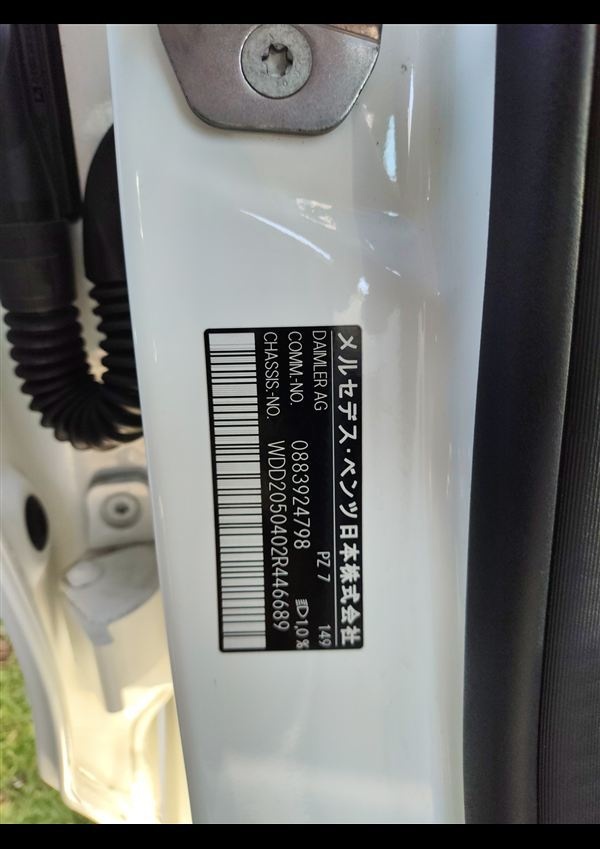 メルセデス・ベンツ日本株式会社
DAIMLER AG PZ 7 149
COMM.-NO. 0883924798 1,0%
CHASSIS.-NO. WDD2050402R446689